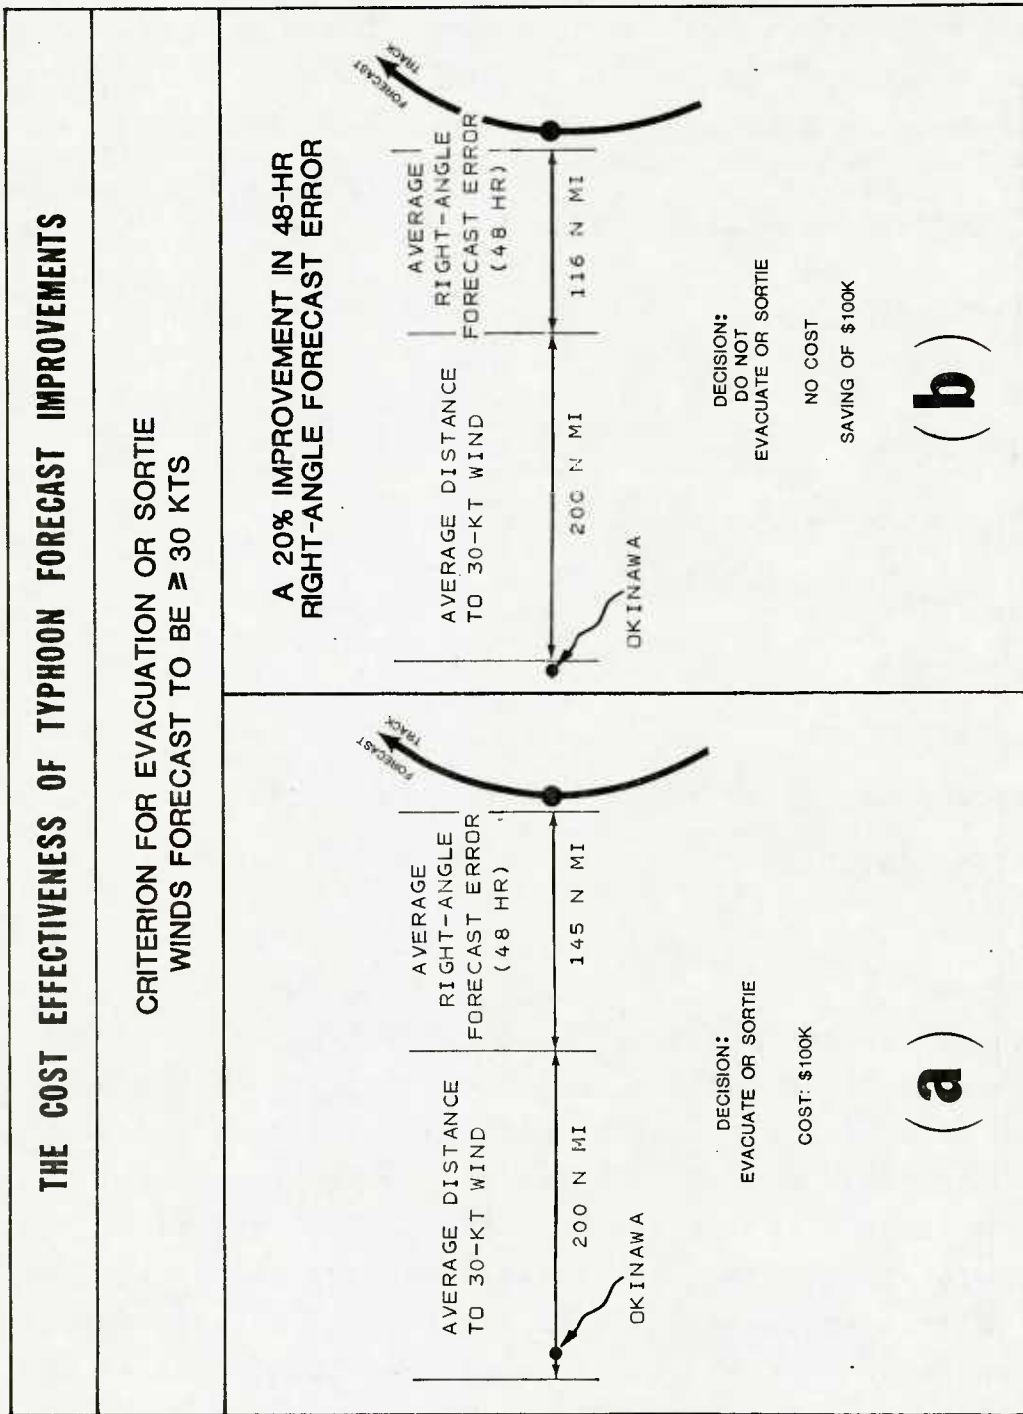 THE COST EFFECTIVENESS OF TYPHOON FORECAST IMPROVEMENTS
CRITERION FOR EVACUATION OR SORTIE
WINDS FORECAST TO BE ≥ 30 KTS
AVERAGE DISTANCE
TO 30-KT WIND
AVERAGE
RIGHT-ANGLE
FORECAST ERROR
(48 HR)
FORECAST
TRACK
200 N MI
145 N MI
OKINAWA
DECISION:
EVACUATE OR SORTIE
COST: $100K
(a)
A 20% IMPROVEMENT IN 48-HR
RIGHT-ANGLE FORECAST ERROR
AVERAGE DISTANCE
TO 30-KT WIND
AVERAGE
RIGHT-ANGLE
FORECAST ERROR
(48 HR)
FORECAST
TRACK
200 N MI
116 N MI
OKINAWA
DECISION:
DO NOT
EVACUATE OR SORTIE
NO COST
SAVING OF $100K
(b)